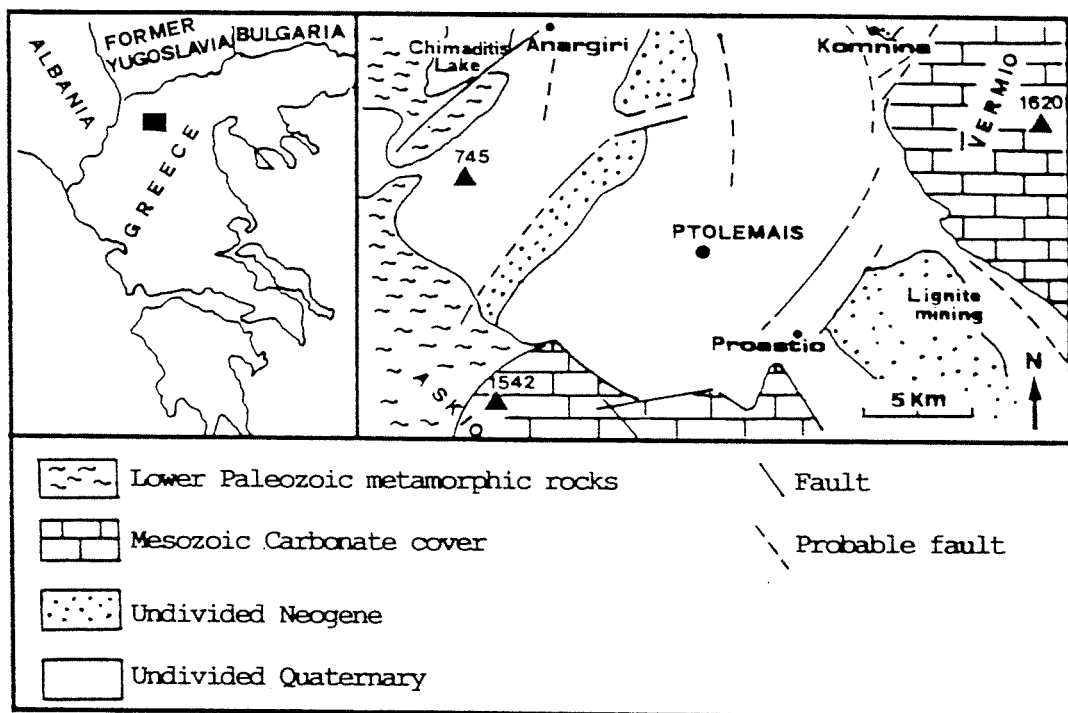 ALBANIA
FORMER
YUGOSLAVIA
BULGARIA
GREECE
Chimaditis
Lake
Anargiri
Komnina
VERMIO
1620
745
PTOLEMAIS
Lignite
mining
Proastio
N
1542
ASKIO
5 Km
Lower Paleozoic metamorphic rocks
Fault
Mesozoic Carbonate cover
Probable fault
Undivided Neogene
Undivided Quaternary